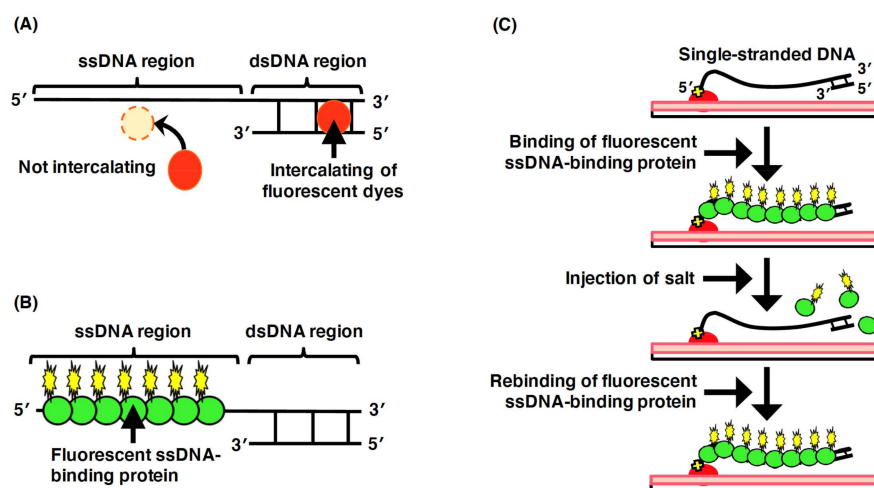 (A)
ssDNA region
dsDNA region
5′
3′
3′
5′
Not intercalating
Intercalating of
fluorescent dyes
(B)
ssDNA region
dsDNA region
5′
3′
3′
5′
Fluorescent ssDNA-
binding protein
(C)
Single-stranded DNA
5′
3′
3′
5′
Binding of fluorescent
ssDNA-binding protein
Injection of salt
Rebinding of fluorescent
ssDNA-binding protein